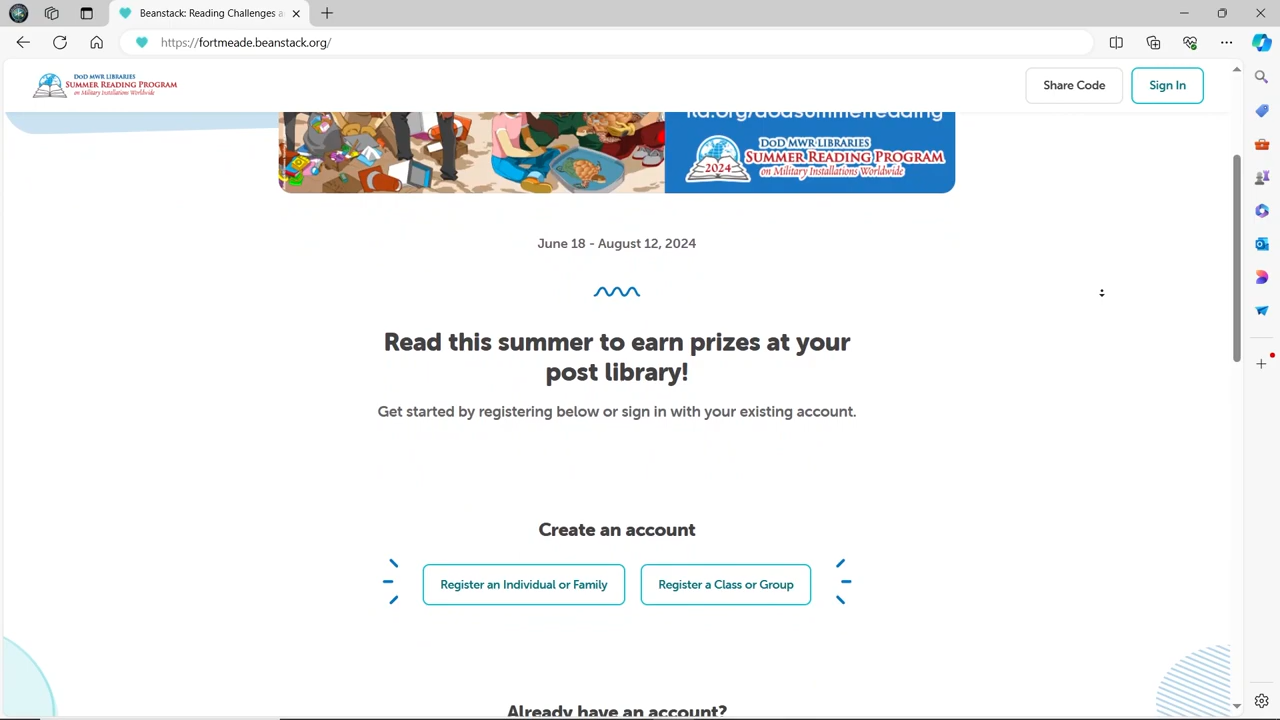 Beanstack: Reading Challenges a
https://fortmeade.beanstack.org/
DoD MWR LIBRARIES
SUMMER READING PROGRAM
on Military Installations Worldwide
Share Code
Sign In
DoD MWR LIBRARIES
SUMMER READING PROGRAM
2024
on Military Installations Worldwide
June 18 - August 12, 2024
Read this summer to earn prizes at your
post library!
Get started by registering below or sign in with your existing account.
Create an account
Register an Individual or Family
Register a Class or Group
Already have an account?